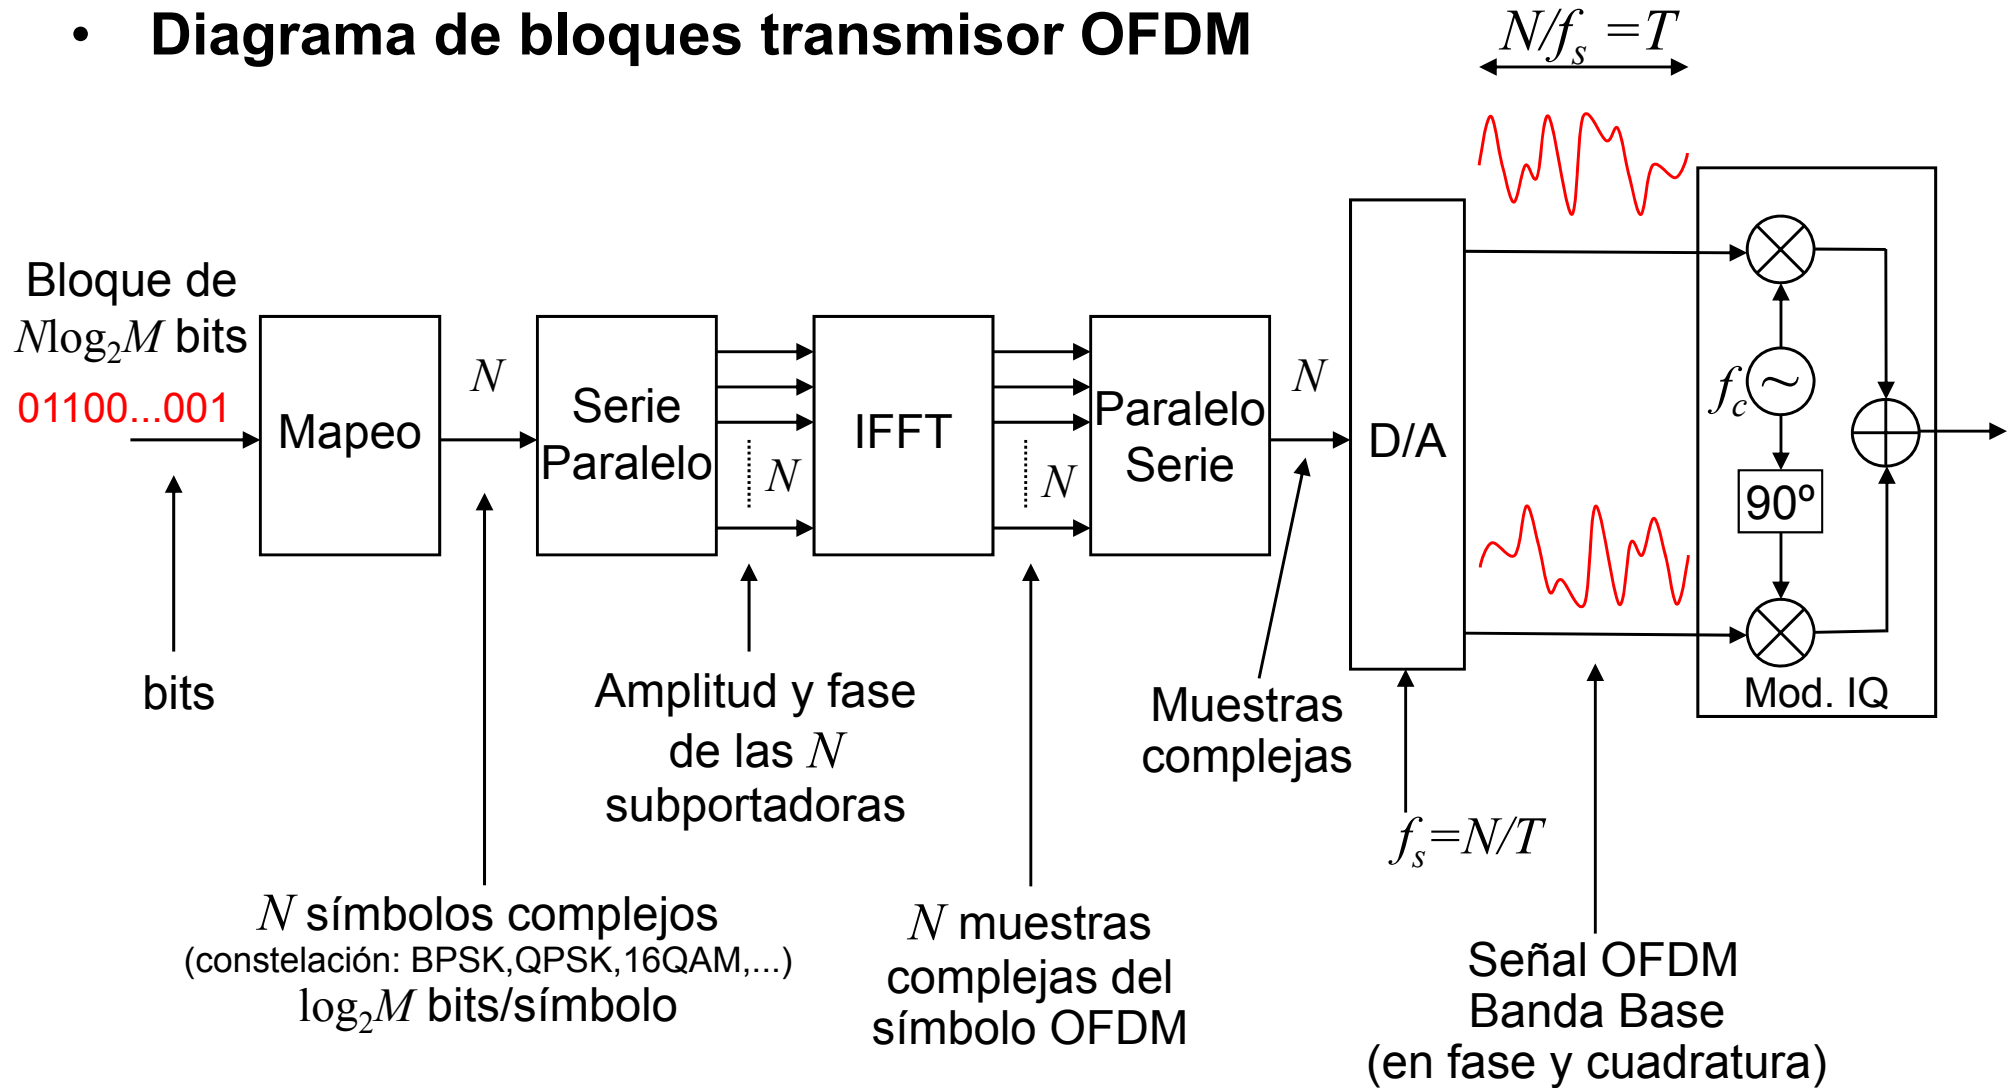 • Diagrama de bloques transmisor OFDM
N/fs =T
Bloque de
Nlog2M bits
01100...001
bits
Mapeo
N
N símbolos complejos
(constelación: BPSK,QPSK,16QAM,...)
log2M bits/símbolo
Serie
Paralelo
N
Amplitud y fase
de las N
subportadoras
IFFT
N
N muestras
complejas del
símbolo OFDM
Paralelo
Serie
N
Muestras
complejas
D/A
fs=N/T
Señal OFDM
Banda Base
(en fase y cuadratura)
fc
~
90º
Mod. IQ